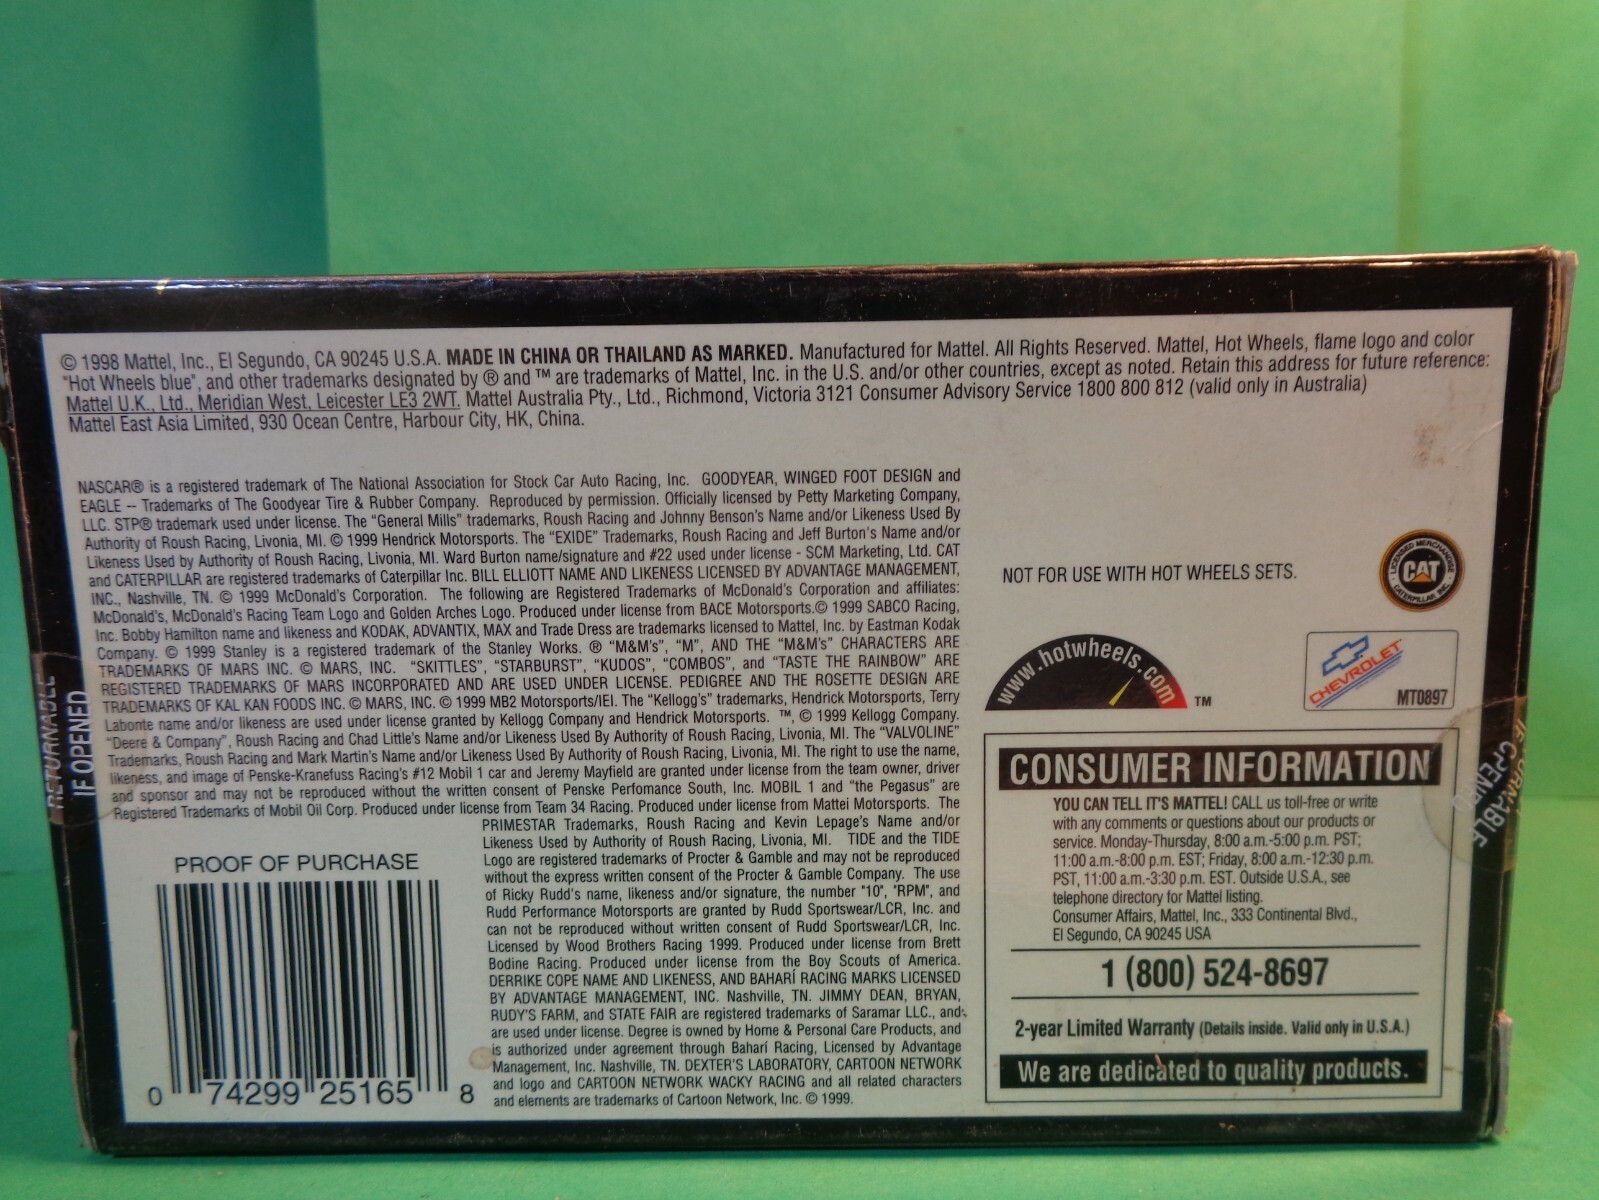 © 1998 Mattel, Inc., El Segundo, CA 90245 U.S.A. MADE IN CHINA OR THAILAND AS MARKED. Manufactured for Mattel. All Rights Reserved. Mattel, Hot Wheels, flame logo and color
"Hot Wheels blue", and other trademarks designated by ® and ™ are trademarks of Mattel, Inc. in the U.S. and/or other countries, except as noted. Retain this address for future reference:
Mattel U.K., Ltd., Meridian West, Leicester LE3 2WT. Mattel Australia Pty., Ltd., Richmond, Victoria 3121 Consumer Advisory Service 1800 800 812 (valid only in Australia)
Mattel East Asia Limited, 930 Ocean Centre, Harbour City, HK, China.
NASCAR® is a registered trademark of The National Association for Stock Car Auto Racing, Inc. GOODYEAR, WINGED FOOT DESIGN and
EAGLE -- Trademarks of The Goodyear Tire & Rubber Company. Reproduced by permission. Officially licensed by Petty Marketing Company,
LLC. STP® trademark used under license. The "General Mills" trademarks, Roush Racing and Johnny Benson's Name and/or Likeness Used By
Authority of Roush Racing, Livonia, MI. © 1999 Hendrick Motorsports. The "EXIDE" Trademarks, Roush Racing and Jeff Burton's Name and/or
Likeness Used by Authority of Roush Racing, Livonia, MI. Ward Burton name/signature and #22 used under license - SCM Marketing, Ltd. CAT
and CATERPILLAR are registered trademarks of Caterpillar Inc. BILL ELLIOTT NAME AND LIKENESS LICENSED BY ADVANTAGE MANAGEMENT,
INC., Nashville, TN. © 1999 McDonald's Corporation. The following are Registered Trademarks of McDonald's Corporation and affiliates:
McDonald's, McDonald's Racing Team Logo and Golden Arches Logo. Produced under license from BACE Motorsports.© 1999 SABCO Racing,
Inc. Bobby Hamilton name and likeness and KODAK, ADVANTIX, MAX and Trade Dress are trademarks licensed to Mattel, Inc. by Eastman Kodak
Company. © 1999 Stanley is a registered trademark of the Stanley Works. ® "M&M's", "M", AND THE "M&M's" CHARACTERS ARE
TRADEMARKS OF MARS INC. © MARS, INC. "SKITTLES", "STARBURST", "KUDOS", "COMBOS", and "TASTE THE RAINBOW" ARE
REGISTERED TRADEMARKS OF MARS INCORPORATED AND ARE USED UNDER LICENSE. PEDIGREE AND THE ROSETTE DESIGN ARE
TRADEMARKS OF KAL KAN FOODS INC. © MARS, INC. © 1999 MB2 Motorsports/IEI. The "Kellogg's" trademarks, Hendrick Motorsports, Terry
Labonte name and/or likeness are used under license granted by Kellogg Company and Hendrick Motorsports. ™, © 1999 Kellogg Company.
"Deere & Company", Roush Racing and Chad Little's Name and/or Likeness Used By Authority of Roush Racing, Livonia, MI. The "VALVOLINE"
Trademarks, Roush Racing and Mark Martin's Name and/or Likeness Used By Authority of Roush Racing, Livonia, MI. The right to use the name,
likeness, and image of Penske-Kranefuss Racing's #12 Mobil 1 car and Jeremy Mayfield are granted under license from the team owner, driver
and sponsor and may not be reproduced without the written consent of Penske Perfomance South, Inc. MOBIL 1 and "the Pegasus" are
Registered Trademarks of Mobil Oil Corp. Produced under license from Team 34 Racing. Produced under license from Mattei Motorsports. The
PRIMESTAR Trademarks, Roush Racing and Kevin Lepage's Name and/or
Likeness Used by Authority of Roush Racing, Livonia, MI. TIDE and the TIDE
Logo are registered trademarks of Procter & Gamble and may not be reproduced
without the express written consent of the Procter & Gamble Company. The use
of Ricky Rudd's name, likeness and/or signature, the number "10", "RPM", and
Rudd Performance Motorsports are granted by Rudd Sportswear/LCR, Inc. and
can not be reproduced without written consent of Rudd Sportswear/LCR, Inc.
Licensed by Wood Brothers Racing 1999. Produced under license from Brett
Bodine Racing. Produced under license from the Boy Scouts of America.
DERRIKE COPE NAME AND LIKENESS, AND BAHARÍ RACING MARKS LICENSED
BY ADVANTAGE MANAGEMENT, INC. Nashville, TN. JIMMY DEAN, BRYAN,
RUDY'S FARM, and STATE FAIR are registered trademarks of Saramar LLC., and
are used under license. Degree is owned by Home & Personal Care Products, and
is authorized under agreement through Baharí Racing, Licensed by Advantage
Management, Inc. Nashville, TN. DEXTER'S LABORATORY, CARTOON NETWORK
and logo and CARTOON NETWORK WACKY RACING and all related characters
and elements are trademarks of Cartoon Network, Inc. © 1999.
RETURNABLE
IF OPENED
PROOF OF PURCHASE
0 74299 25165 8
NOT FOR USE WITH HOT WHEELS SETS.
LICENSED MERCHANDISE
CAT
CATERPILLAR, INC.
www.hotwheels.com ™
CHEVROLET
MT0897
CONSUMER INFORMATION
YOU CAN TELL IT'S MATTEL! CALL us toll-free or write
with any comments or questions about our products or
service. Monday-Thursday, 8:00 a.m.-5:00 p.m. PST;
11:00 a.m.-8:00 p.m. EST; Friday, 8:00 a.m.-12:30 p.m.
PST, 11:00 a.m.-3:30 p.m. EST. Outside U.S.A., see
telephone directory for Mattel listing.
Consumer Affairs, Mattel, Inc., 333 Continental Blvd.,
El Segundo, CA 90245 USA
1 (800) 524-8697
2-year Limited Warranty (Details inside. Valid only in U.S.A.)
We are dedicated to quality products.
IF OPENED